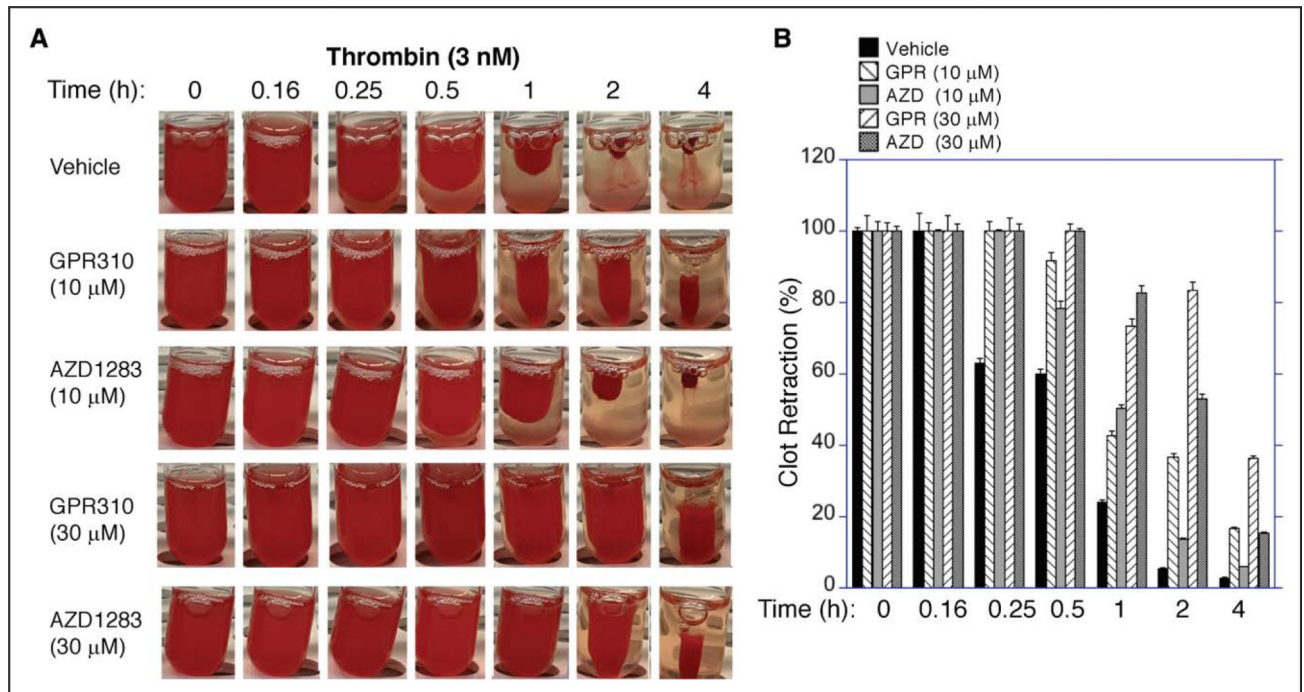 A
Thrombin (3 nM)
Time (h): 0 0.16 0.25 0.5 1 2 4
Vehicle
GPR310
(10 μM)
AZD1283
(10 μM)
GPR310
(30 μM)
AZD1283
(30 μM)
B
Vehicle
GPR (10 μM)
AZD (10 μM)
GPR (30 μM)
AZD (30 μM)
Clot Retraction (%)
120
100
80
60
40
20
0
Time (h): 0 0.16 0.25 0.5 1 2 4